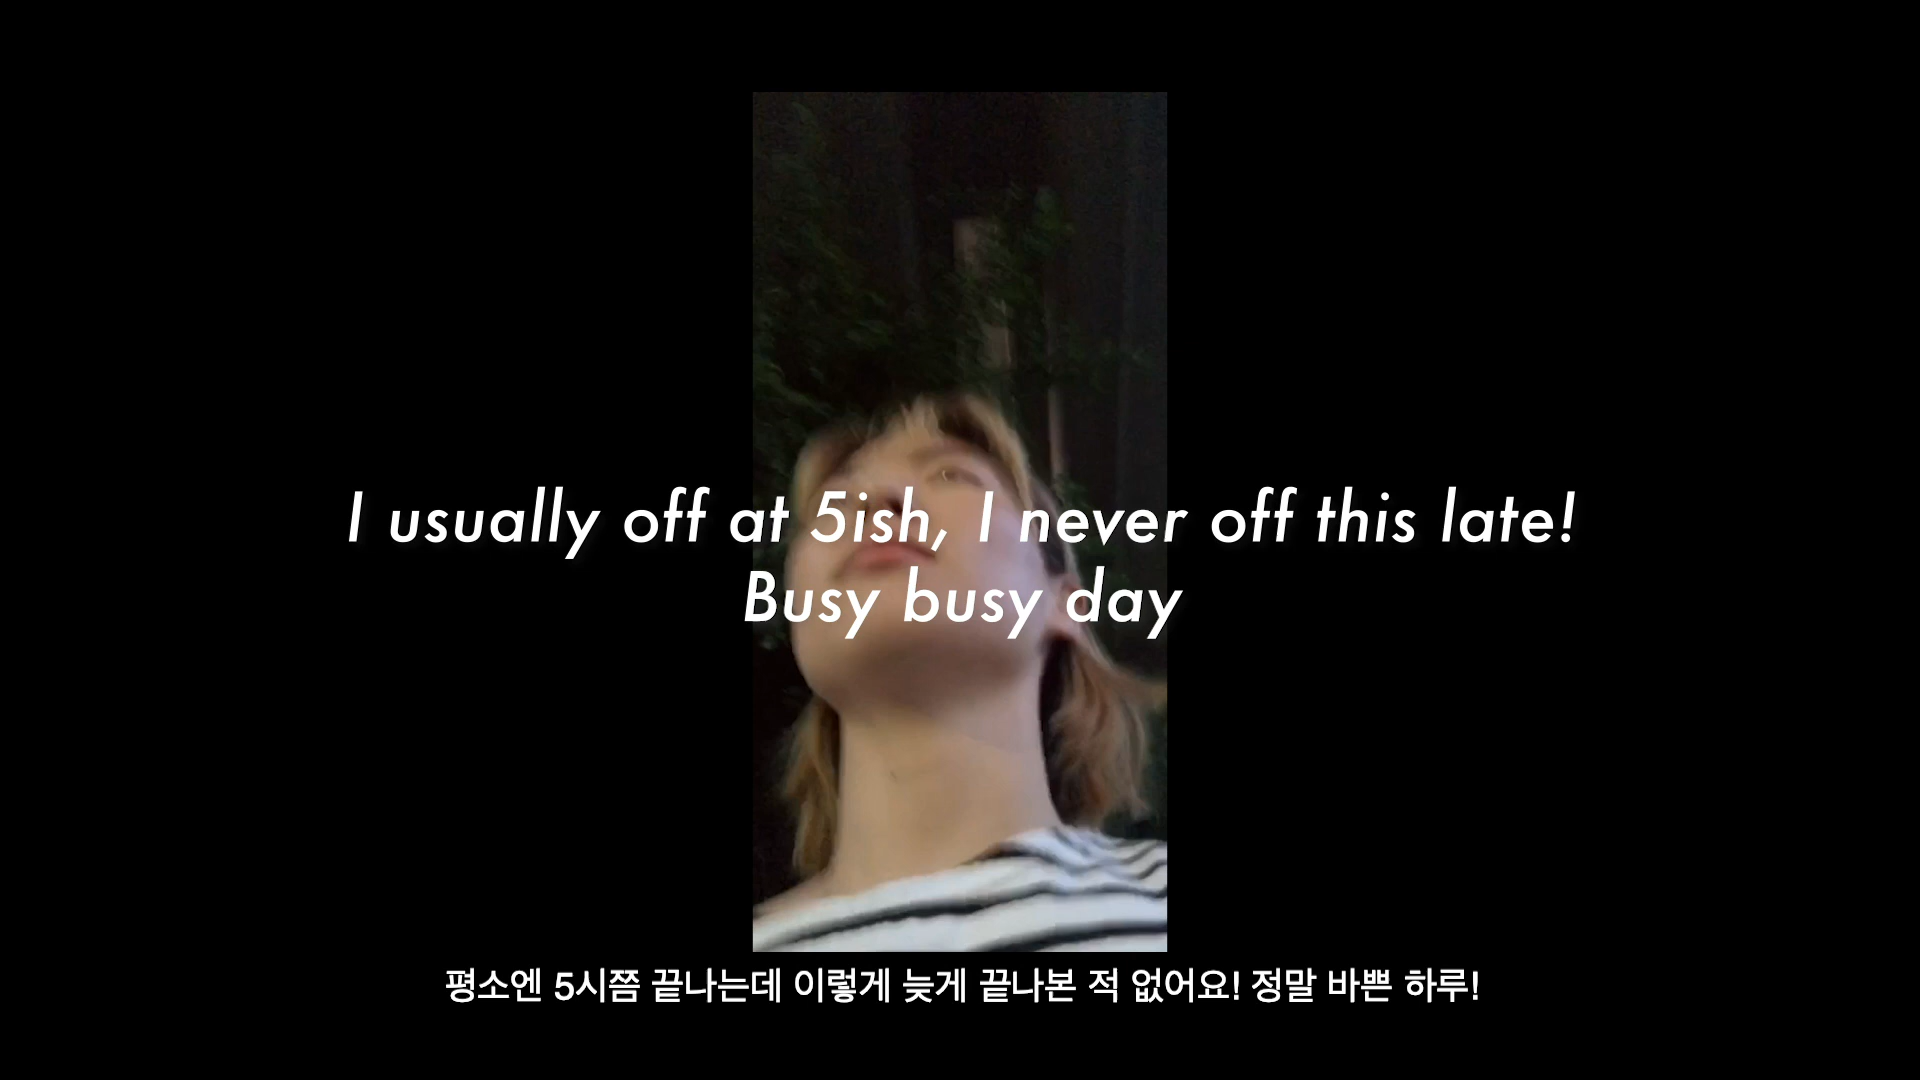 I usually off at 5ish, I never off this late!
Busy busy day
평소엔 5시쯤 끝나는데 이렇게 늦게 끝나본 적 없어요! 정말 바쁜 하루!